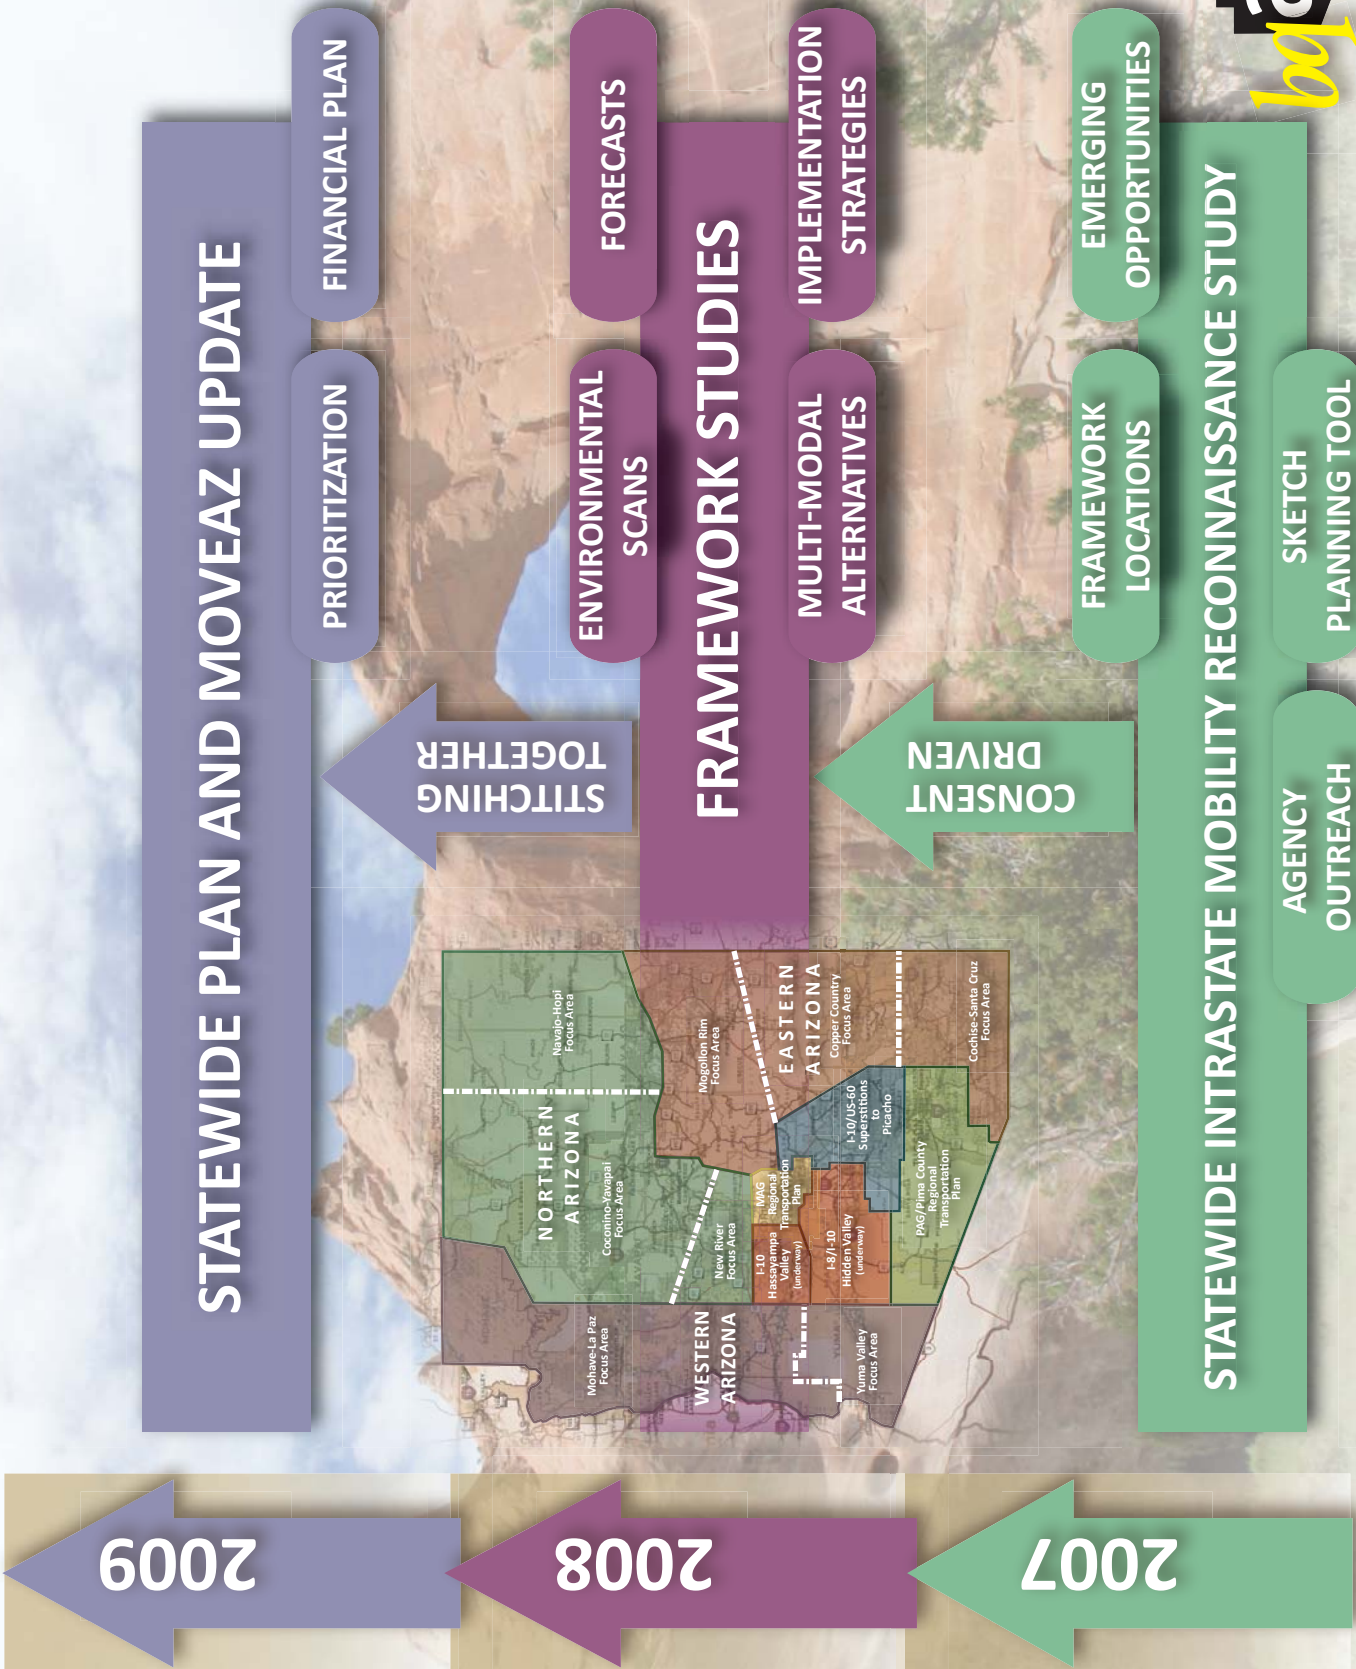 2009
STATEWIDE PLAN AND MOVEAZ UPDATE
PRIORITIZATION
FINANCIAL PLAN
STITCHING
TOGETHER
2008
ENVIRONMENTAL
SCANS
FORECASTS
FRAMEWORK STUDIES
MULTI-MODAL
ALTERNATIVES
IMPLEMENTATION
STRATEGIES
NORTHERN
ARIZONA
Navajo-Hopi
Focus Area
Coconino-Yavapai
Focus Area
Mohave-La Paz
Focus Area
Mogollon Rim
Focus Area
WESTERN
ARIZONA
New River
Focus Area
MAG
Regional
Transportation
Plan
I-10
Hassayampa
Valley
(underway)
EASTERN
ARIZONA
Copper Country
Focus Area
I-8/I-10
Hidden Valley
(underway)
I-10/US-60
Superstitions
to
Picacho
Yuma Valley
Focus Area
PAG/Pima County
Regional
Transportation
Plan
Cochise-Santa Cruz
Focus Area
CONSENT
DRIVEN
2007
FRAMEWORK
LOCATIONS
EMERGING
OPPORTUNITIES
STATEWIDE INTRASTATE MOBILITY RECONNAISSANCE STUDY
AGENCY
OUTREACH
SKETCH
PLANNING TOOL
bq